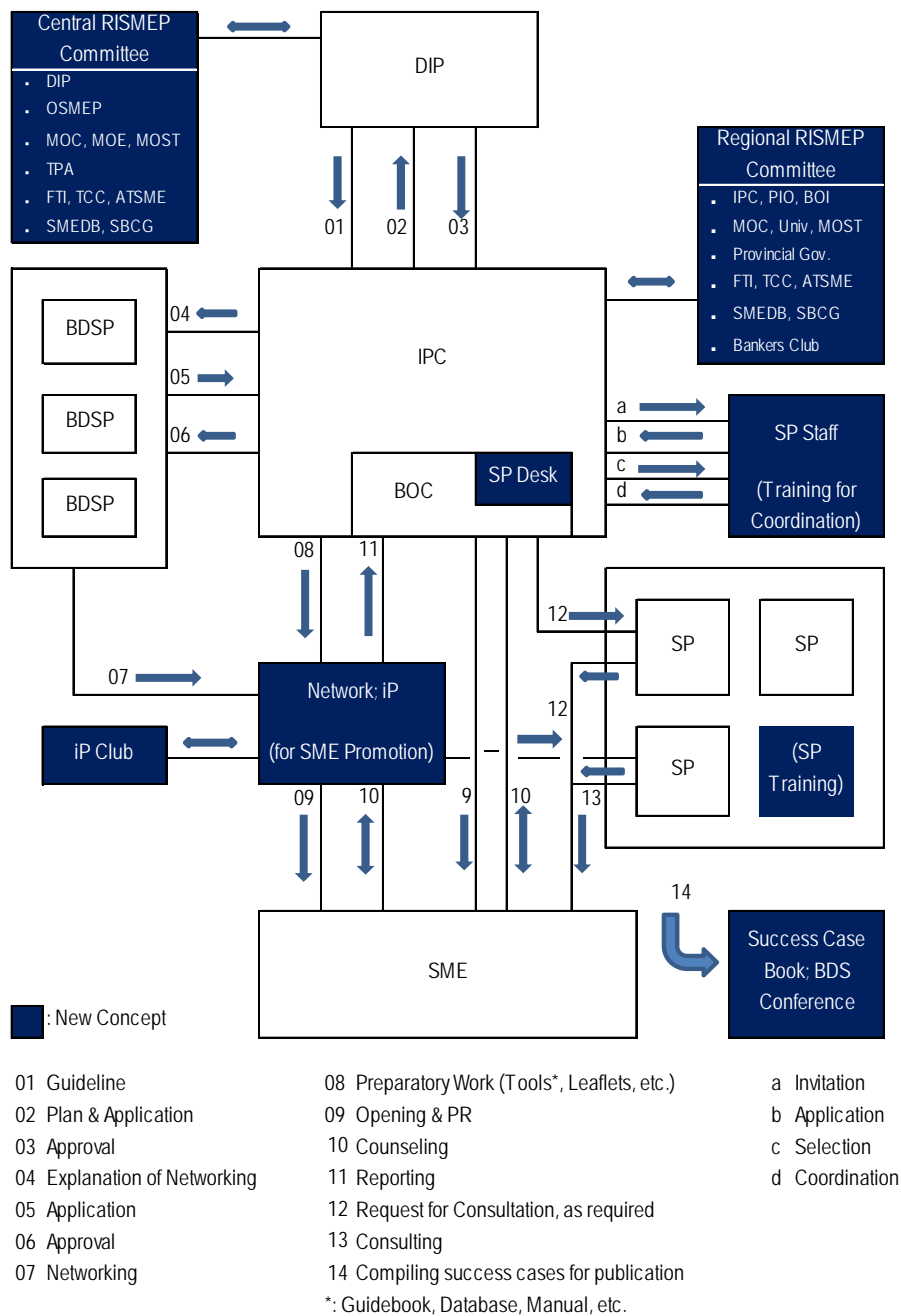 Central RISMEP
Committee
▪ DIP
▪ OSMEP
▪ MOC, MOE, MOST
▪ TPA
▪ FTI, TCC, ATSME
▪ SMEDB, SBCG
DIP
Regional RISMEP
Committee
▪ IPC, PIO, BOI
▪ MOC, Univ, MOST
▪ Provincial Gov.
▪ FTI, TCC, ATSME
▪ SMEDB, SBCG
▪ Bankers Club
01
02
03
BDSP
BDSP
BDSP
04
05
06
IPC
BOC
SP Desk
a
b
c
d
SP Staff
(Training for
Coordination)
08
11
12
SP
SP
SP
(SP
Training)
07
Network; iP
(for SME Promotion)
iP Club
12
09
10
9
10
13
14
SME
Success Case
Book; BDS
Conference
: New Concept
01 Guideline
02 Plan & Application
03 Approval
04 Explanation of Networking
05 Application
06 Approval
07 Networking
08 Preparatory Work (Tools*, Leaflets, etc.)
09 Opening & PR
10 Counseling
11 Reporting
12 Request for Consultation, as required
13 Consulting
14 Compiling success cases for publication
*: Guidebook, Database, Manual, etc.
a Invitation
b Application
c Selection
d Coordination